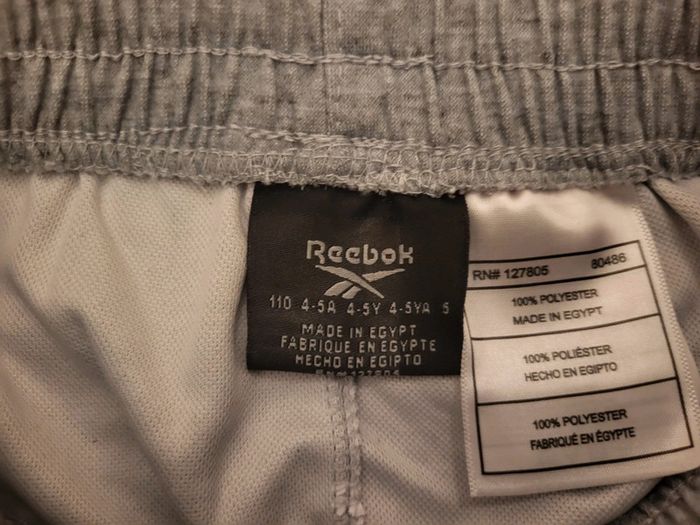 Reebok
110 4-5A 4-5Y 4-5YA 5
MADE IN EGYPT
FABRIQUE EN EGYPTE
HECHO EN EGIPTO
RN# 127805 80486
100% POLYESTER
MADE IN EGYPT
100% POLIÉSTER
HECHO EN EGIPTO
100% POLYESTER
FABRIQUÉ EN ÉGYPTE